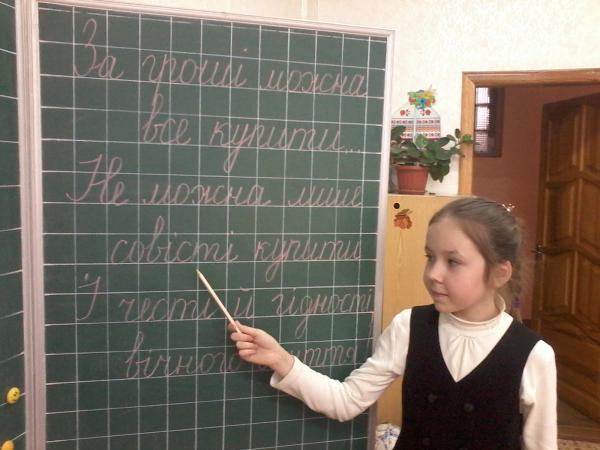 За гроші можна
все купити...
Не можна лише
совісті купити
І честі й гідності,
вічного життя!